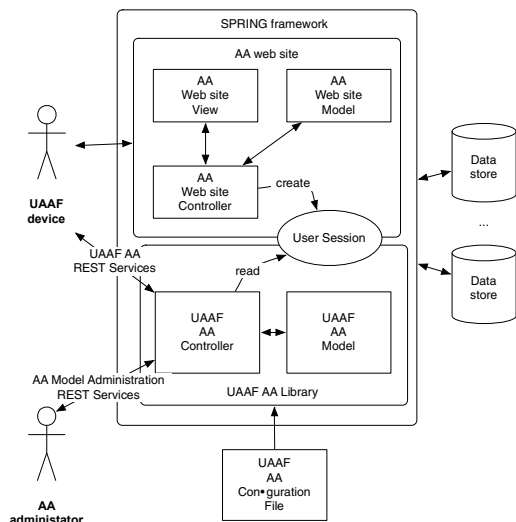 SPRING framework
AA web site
AA
Web site
View
AA
Web site
Model
AA
Web site
Controller
create
User Session
UAAF
device
Data
store
...
Data
store
UAAF AA
REST Services
read
UAAF
AA
Controller
UAAF
AA
Model
AA Model Administration
REST Services
UAAF AA Library
AA
administator
UAAF
AA
Con•guration
File